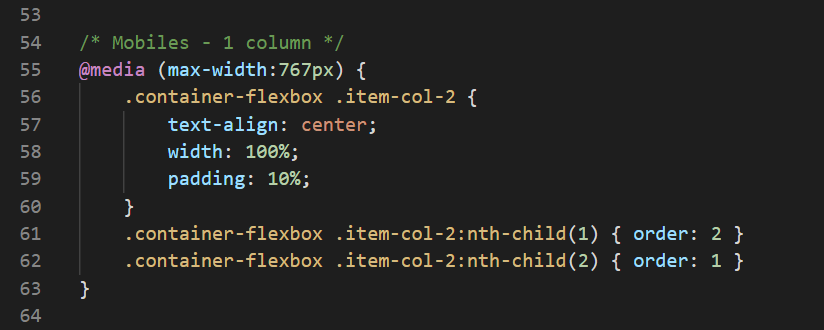 53
54 /* Mobiles - 1 column */
55 @media (max-width:767px) {
56 .container-flexbox .item-col-2 {
57 text-align: center;
58 width: 100%;
59 padding: 10%;
60 }
61 .container-flexbox .item-col-2:nth-child(1) { order: 2 }
62 .container-flexbox .item-col-2:nth-child(2) { order: 1 }
63 }
64